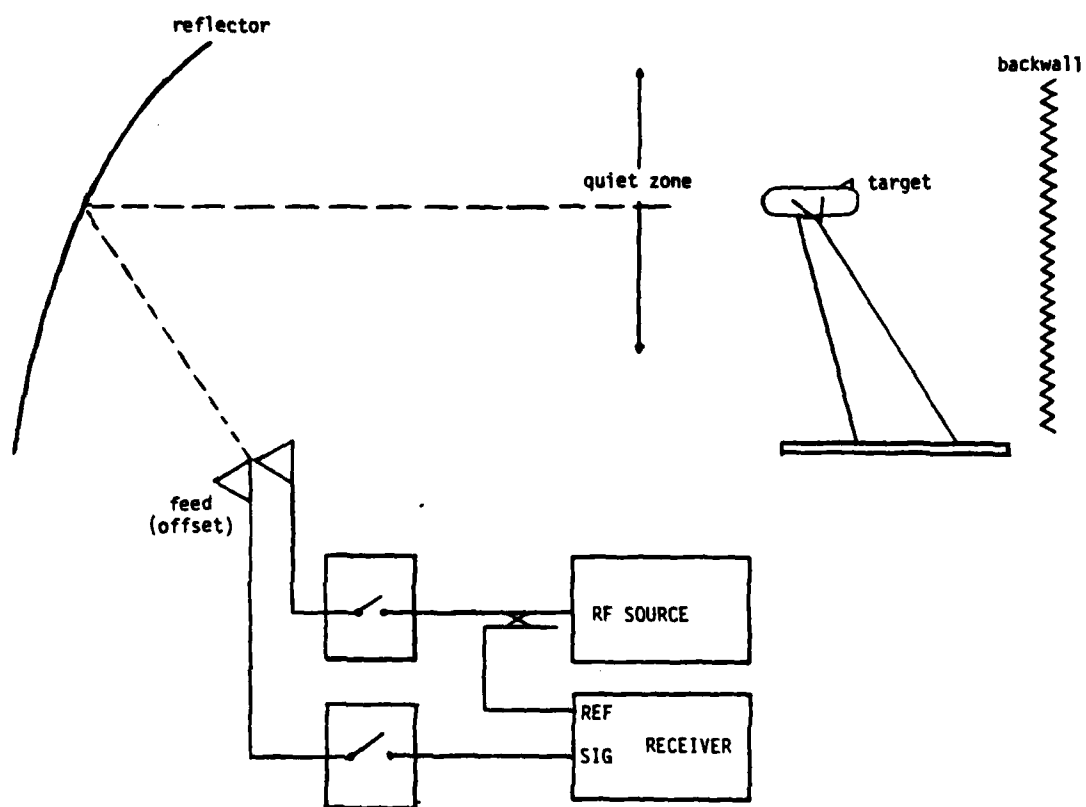 reflector
backwall
quiet zone
target
feed
(offset)
RF SOURCE
REF
RECEIVER
SIG